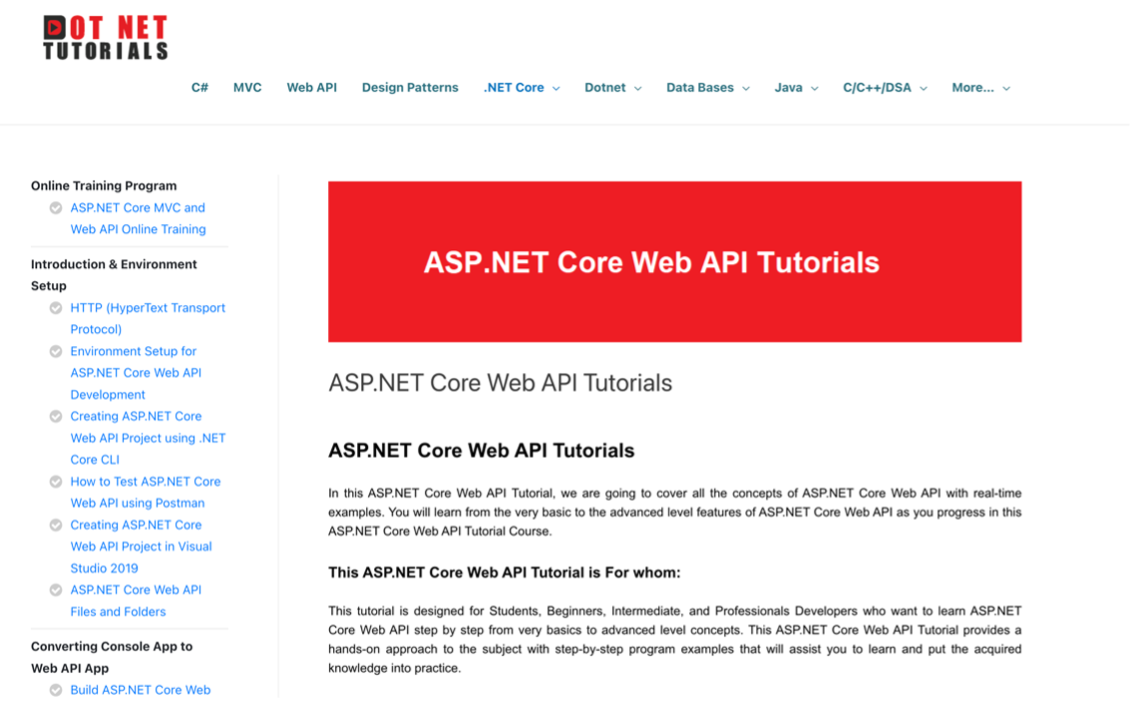 DOT NET
TUTORIALS
C# MVC Web API Design Patterns .NET Core Dotnet Data Bases Java C/C++/DSA More...
Online Training Program
ASP.NET Core MVC and
Web API Online Training
Introduction & Environment
Setup
HTTP (HyperText Transport
Protocol)
Environment Setup for
ASP.NET Core Web API
Development
Creating ASP.NET Core
Web API Project using .NET
Core CLI
How to Test ASP.NET Core
Web API using Postman
Creating ASP.NET Core
Web API Project in Visual
Studio 2019
ASP.NET Core Web API
Files and Folders
Converting Console App to
Web API App
Build ASP.NET Core Web
ASP.NET Core Web API Tutorials
ASP.NET Core Web API Tutorials
ASP.NET Core Web API Tutorials
In this ASP.NET Core Web API Tutorial, we are going to cover all the concepts of ASP.NET Core Web API with real-time
examples. You will learn from the very basic to the advanced level features of ASP.NET Core Web API as you progress in this
ASP.NET Core Web API Tutorial Course.
This ASP.NET Core Web API Tutorial is For whom:
This tutorial is designed for Students, Beginners, Intermediate, and Professionals Developers who want to learn ASP.NET
Core Web API step by step from very basics to advanced level concepts. This ASP.NET Core Web API Tutorial provides a
hands-on approach to the subject with step-by-step program examples that will assist you to learn and put the acquired
knowledge into practice.